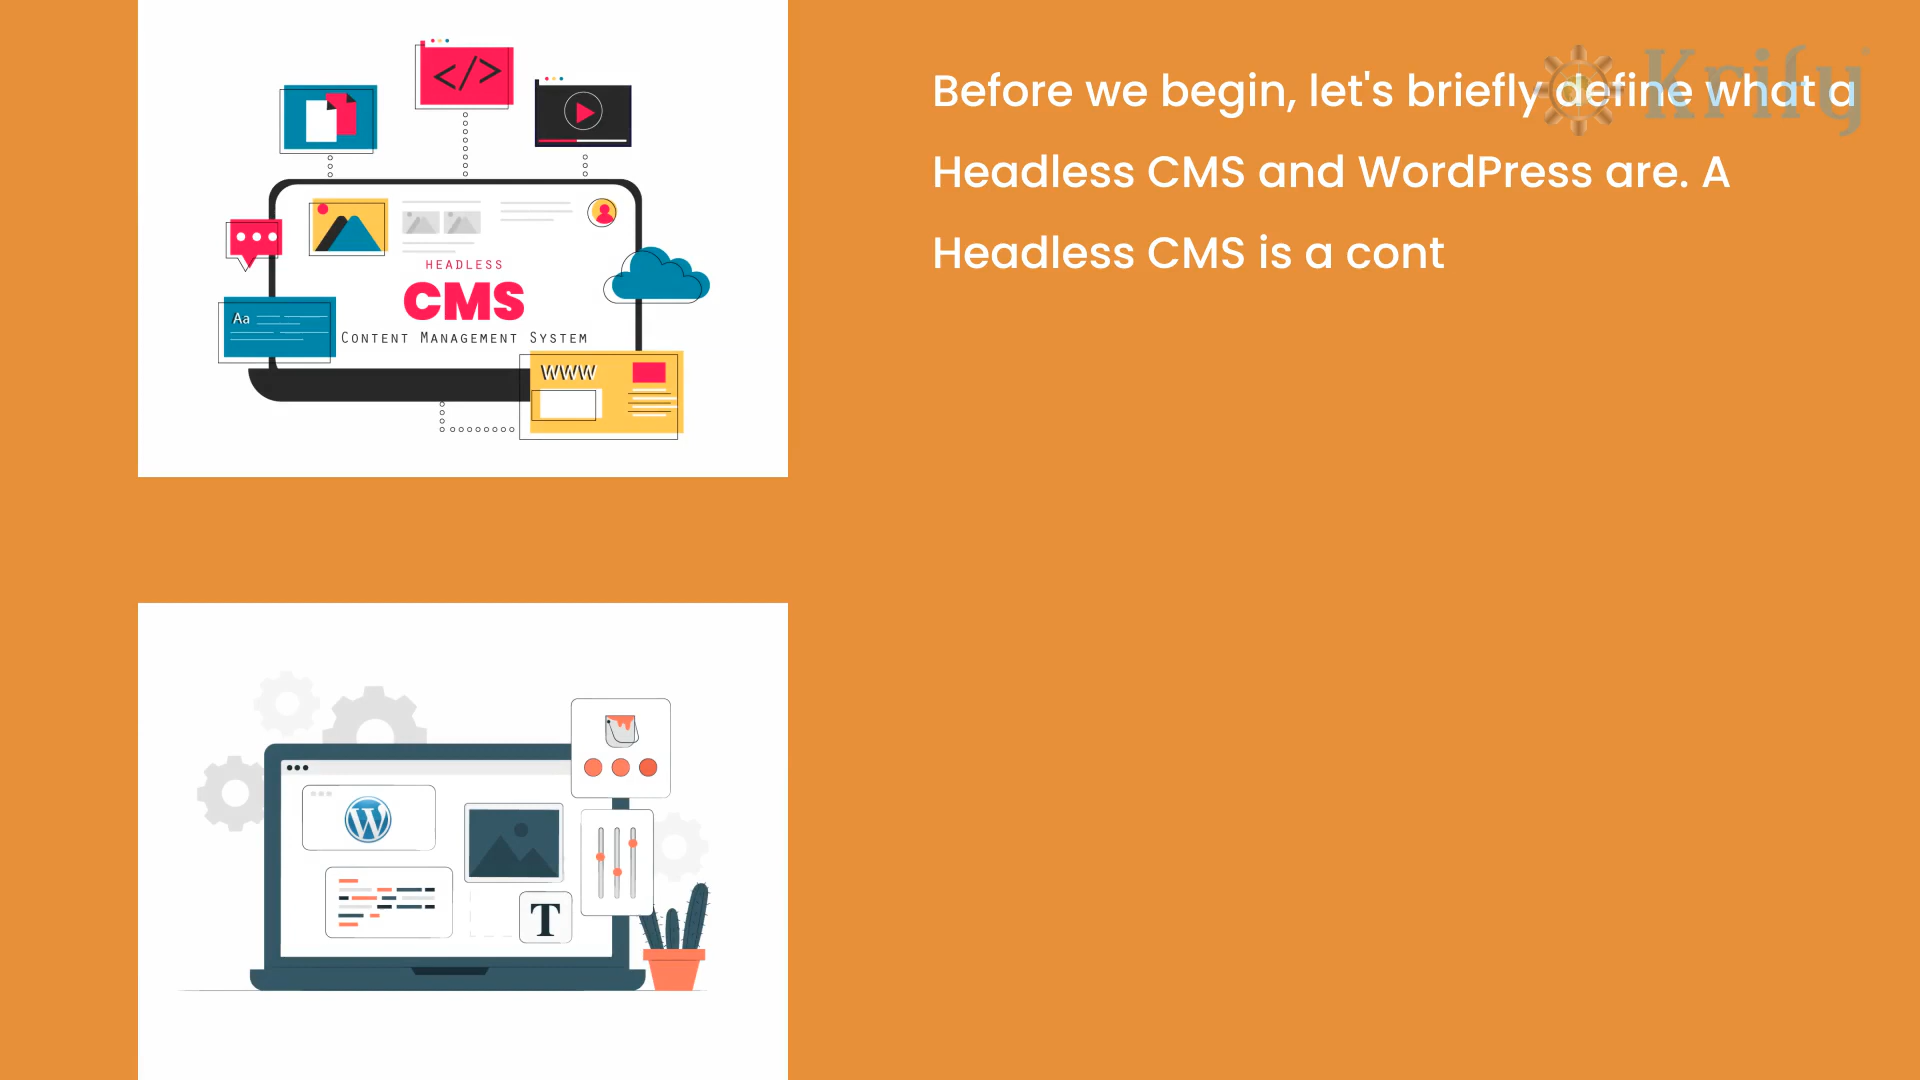 </>
HEADLESS
CMS
CONTENT MANAGEMENT SYSTEM
Aa
WWW
W
T
Krify
Before we begin, let's briefly define what a
Headless CMS and WordPress are. A
Headless CMS is a cont